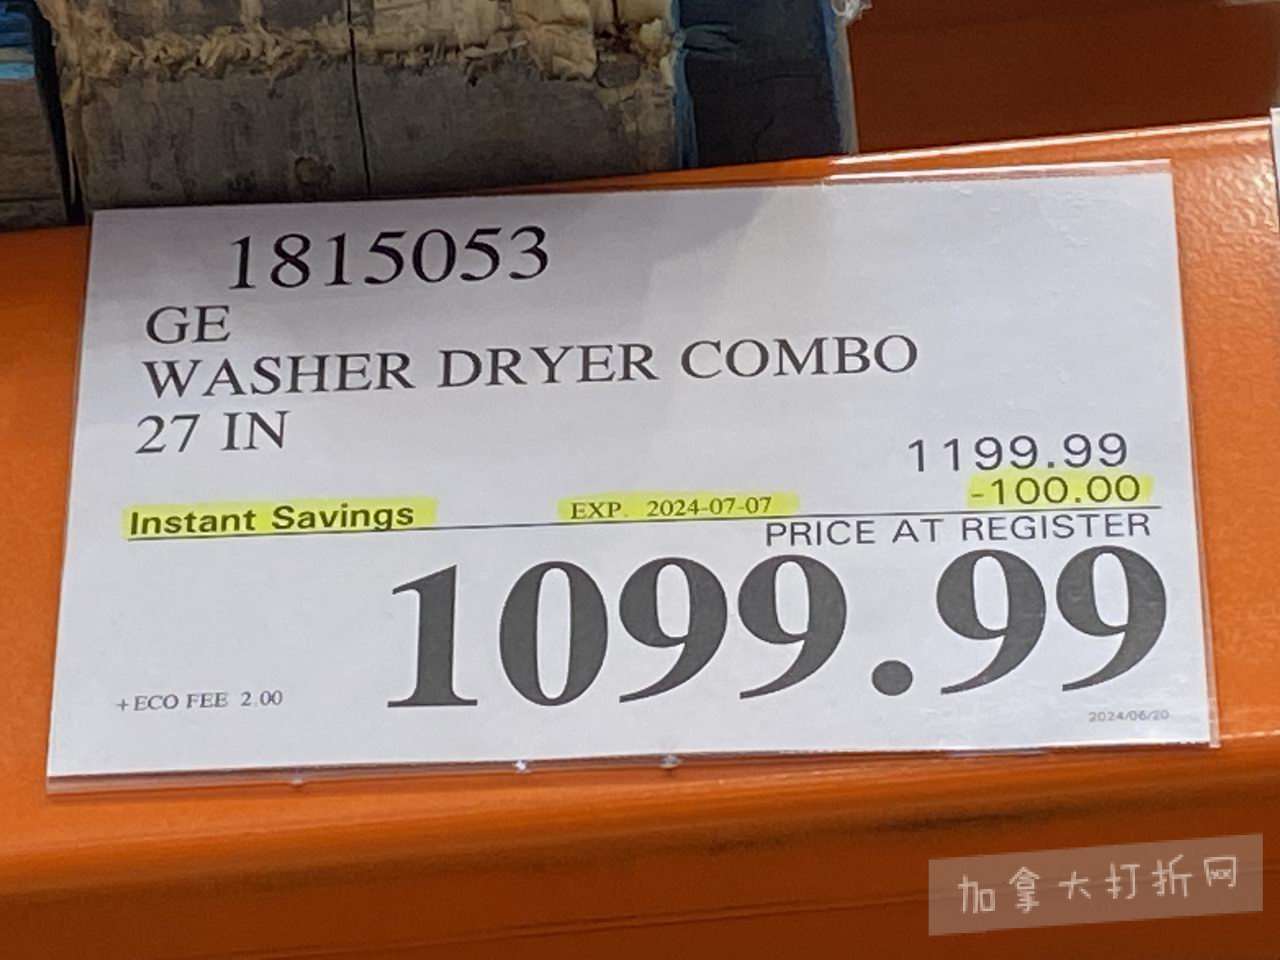 1815053
GE
WASHER DRYER COMBO
27 IN
1199.99
Instant Savings EXP. 2024-07-07 -100.00
PRICE AT REGISTER
1099.99
+ECO FEE 2.00
2024/06/20
加拿大打折网